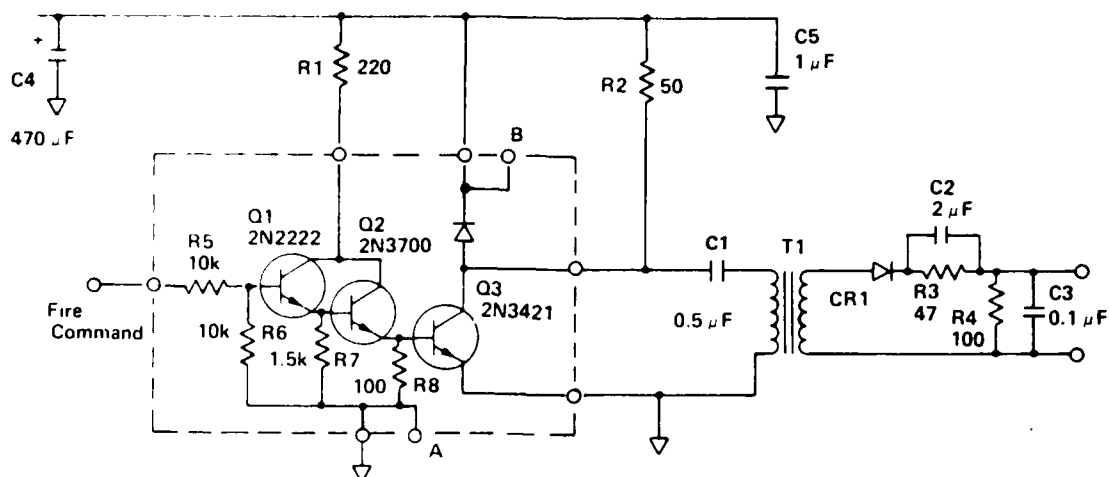 +
C4
470 µF
R1
220
R2
50
C5
1 µF
B
Q1
2N2222
Q2
2N3700
R5
10k
Q3
2N3421
Fire
Command
10k
R6
1.5k
R7
100
R8
A
C1
0.5 µF
T1
CR1
C2
2 µF
R3
47
R4
100
C3
0.1 µF